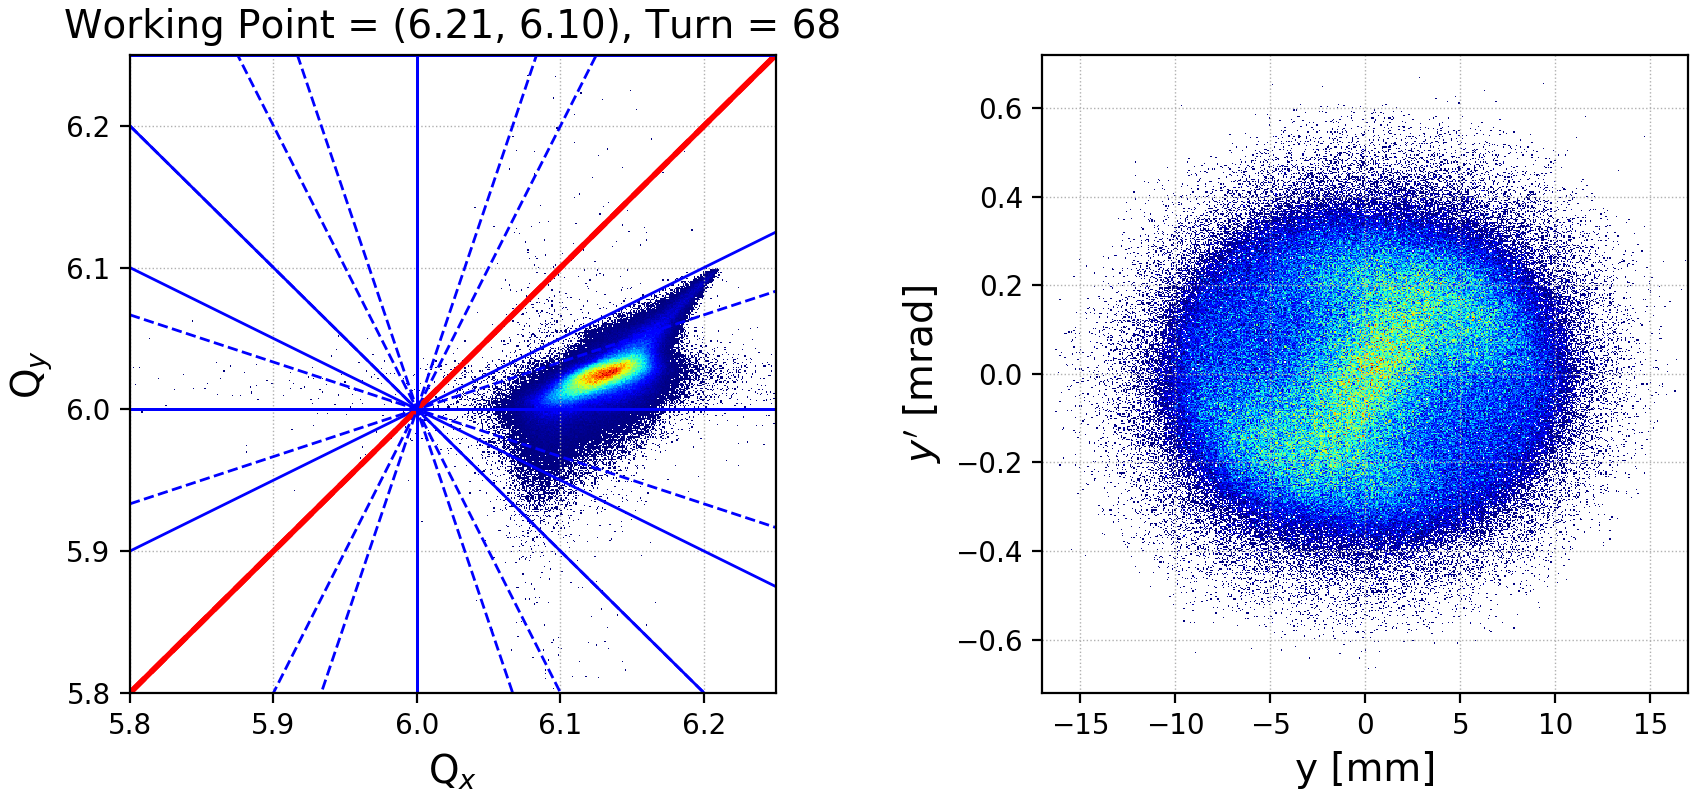 Working Point = (6.21, 6.10), Turn = 68
6.2
6.1
6.0
5.9
5.8
Q_y
5.8 5.9 6.0 6.1 6.2
Q_x
0.6
0.4
0.2
0.0
−0.2
−0.4
−0.6
y′ [mrad]
−15 −10 −5 0 5 10 15
y [mm]